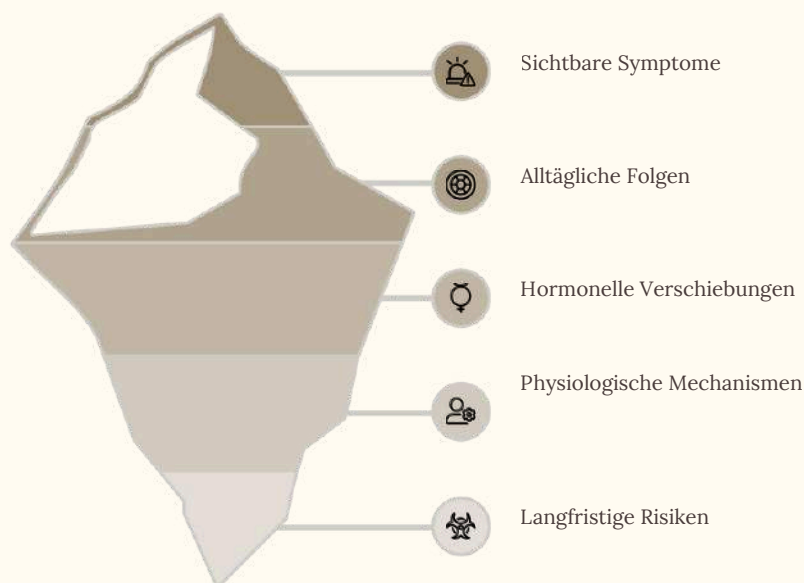 Sichtbare Symptome
Alltägliche Folgen
Hormonelle Verschiebungen
Physiologische Mechanismen
Langfristige Risiken